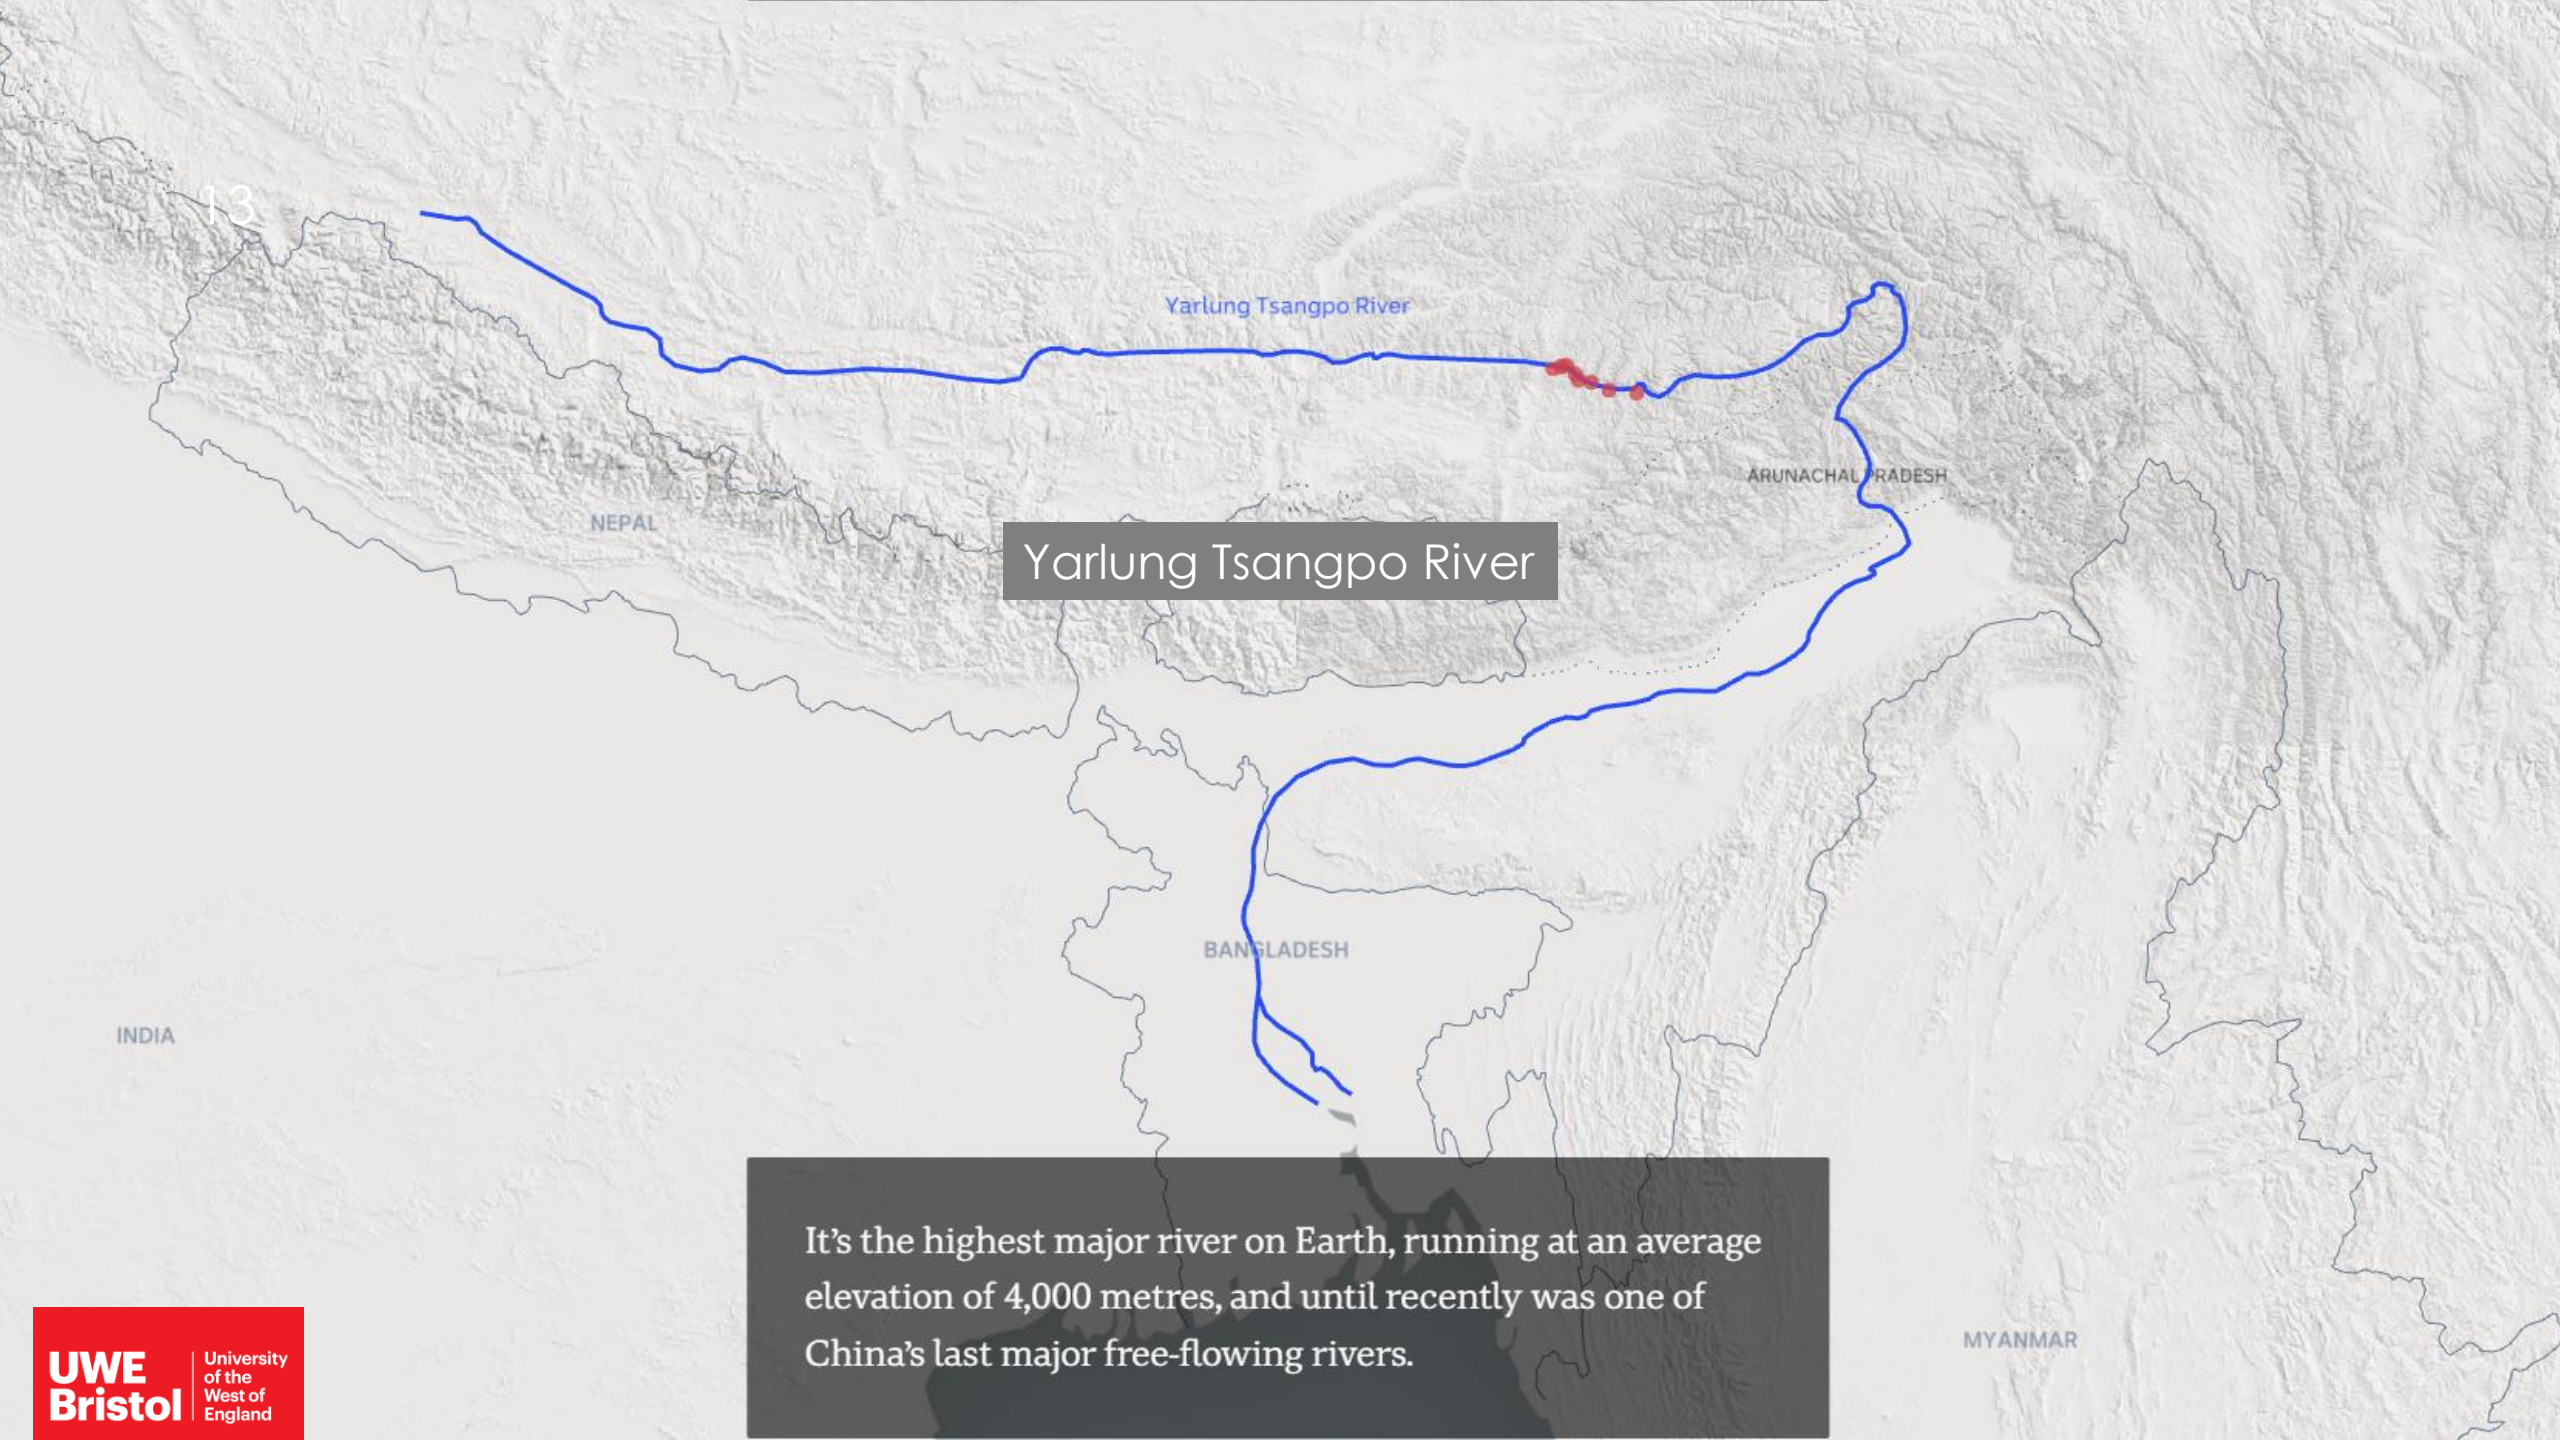 13
Yarlung Tsangpo River
ARUNACHAL PRADESH
NEPAL
Yarlung Tsangpo River
BANGLADESH
INDIA
It’s the highest major river on Earth, running at an average
elevation of 4,000 metres, and until recently was one of
China’s last major free-flowing rivers.
MYANMAR
UWE
Bristol
University
of the
West of
England